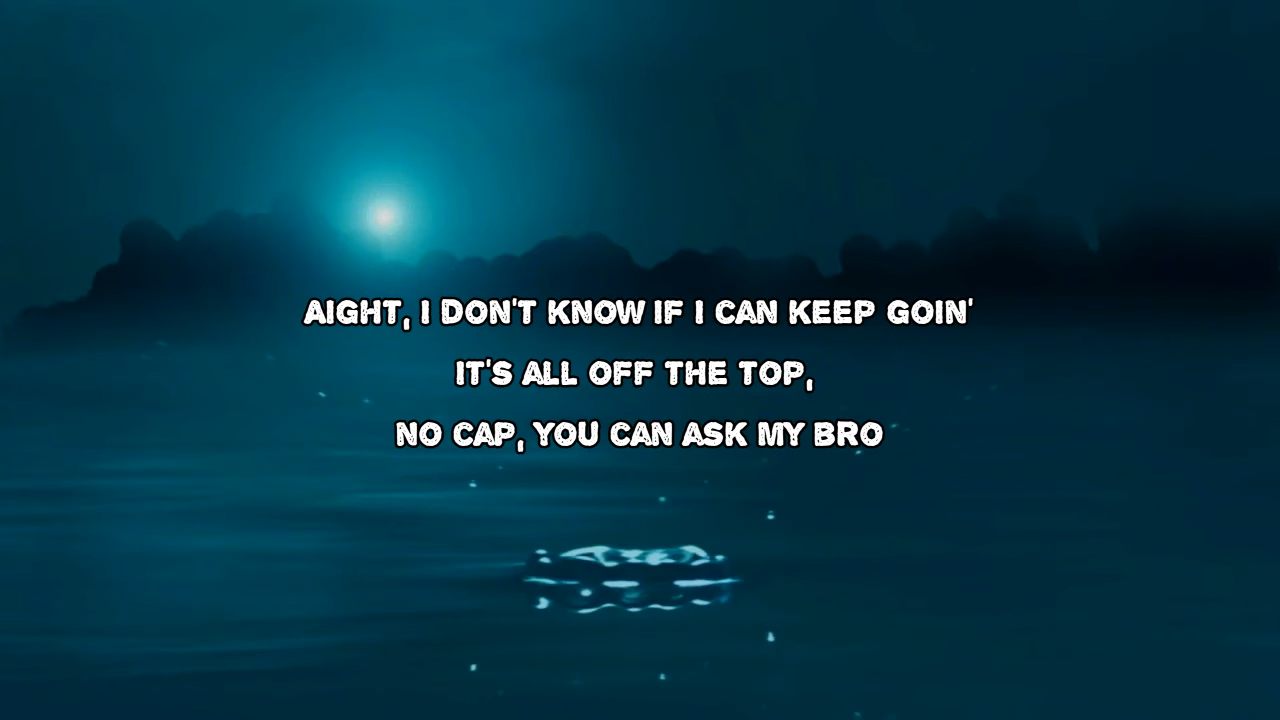 AIGHT, I DON'T KNOW IF I CAN KEEP GOIN'
IT'S ALL OFF THE TOP,
NO CAP, YOU CAN ASK MY BRO